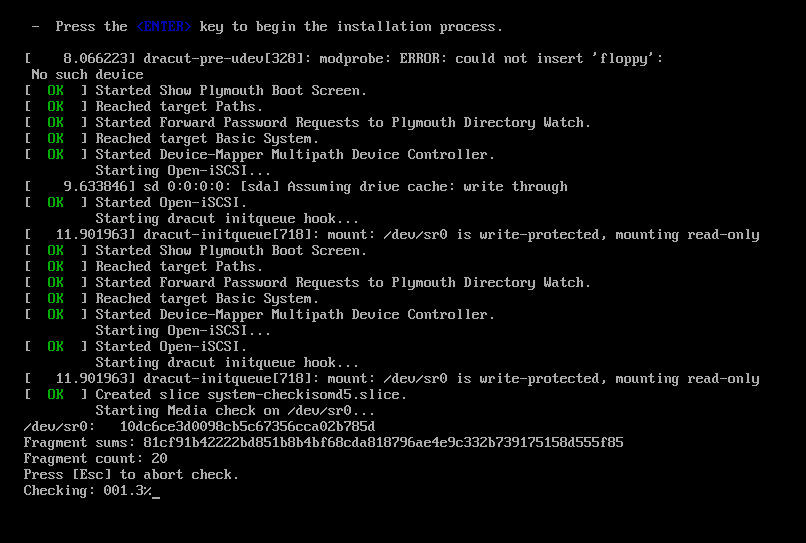 -  Press the <ENTER> key to begin the installation process.
[    8.066223] dracut-pre-udev[328]: modprobe: ERROR: could not insert 'floppy':
No such device
[  OK  ] Started Show Plymouth Boot Screen.
[  OK  ] Reached target Paths.
[  OK  ] Started Forward Password Requests to Plymouth Directory Watch.
[  OK  ] Reached target Basic System.
[  OK  ] Started Device-Mapper Multipath Device Controller.
Starting Open-iSCSI...
[    9.633846] sd 0:0:0:0: [sda] Assuming drive cache: write through
[  OK  ] Started Open-iSCSI.
Starting dracut initqueue hook...
[   11.901963] dracut-initqueue[718]: mount: /dev/sr0 is write-protected, mounting read-only
[  OK  ] Started Show Plymouth Boot Screen.
[  OK  ] Reached target Paths.
[  OK  ] Started Forward Password Requests to Plymouth Directory Watch.
[  OK  ] Reached target Basic System.
[  OK  ] Started Device-Mapper Multipath Device Controller.
Starting Open-iSCSI...
[  OK  ] Started Open-iSCSI.
Starting dracut initqueue hook...
[   11.901963] dracut-initqueue[718]: mount: /dev/sr0 is write-protected, mounting read-only
[  OK  ] Created slice system-checkisomd5.slice.
Starting Media check on /dev/sr0...
/dev/sr0:   10dc6ce3d0098cb5c67356cca02b785d
Fragment sums: 81cf91b42222bd851b8b4bf68cda818796ae4e9c332b739175158d555f85
Fragment count: 20
Press [Esc] to abort check.
Checking: 001.3%_